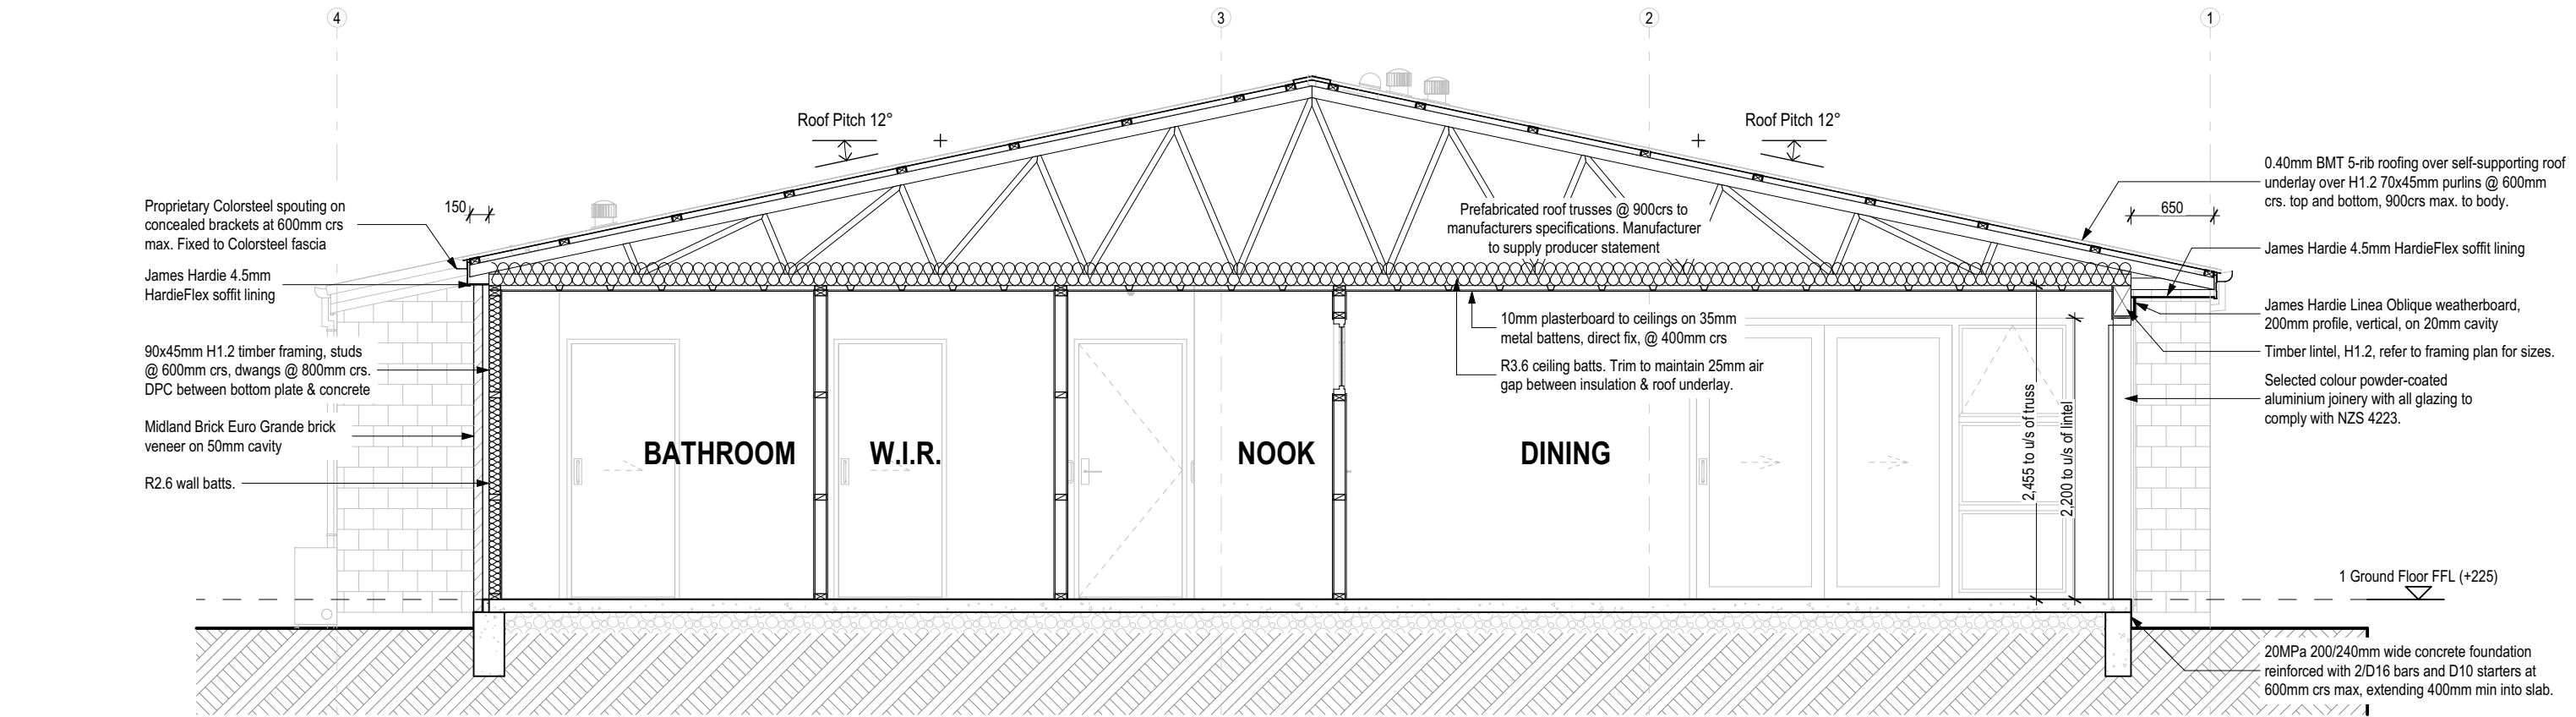 4
3
2
1
Roof Pitch 12°
Roof Pitch 12°
Proprietary Colorsteel spouting on
concealed brackets at 600mm crs
max. Fixed to Colorsteel fascia
150
James Hardie 4.5mm
HardieFlex soffit lining
90x45mm H1.2 timber framing, studs
@ 600mm crs, dwangs @ 800mm crs.
DPC between bottom plate & concrete
Midland Brick Euro Grande brick
veneer on 50mm cavity
R2.6 wall batts.
Prefabricated roof trusses @ 900crs to
manufacturers specifications. Manufacturer
to supply producer statement
10mm plasterboard to ceilings on 35mm
metal battens, direct fix, @ 400mm crs
R3.6 ceiling batts. Trim to maintain 25mm air
gap between insulation & roof underlay.
BATHROOM
W.I.R.
NOOK
DINING
2,455 to u/s of truss
2,200 to u/s of lintel
650
0.40mm BMT 5-rib roofing over self-supporting roof
underlay over H1.2 70x45mm purlins @ 600mm
crs. top and bottom, 900crs max. to body.
James Hardie 4.5mm HardieFlex soffit lining
James Hardie Linea Oblique weatherboard,
200mm profile, vertical, on 20mm cavity
Timber lintel, H1.2, refer to framing plan for sizes.
Selected colour powder-coated
aluminium joinery with all glazing to
comply with NZS 4223.
1 Ground Floor FFL (+225)
20MPa 200/240mm wide concrete foundation
reinforced with 2/D16 bars and D10 starters at
600mm crs max, extending 400mm min into slab.